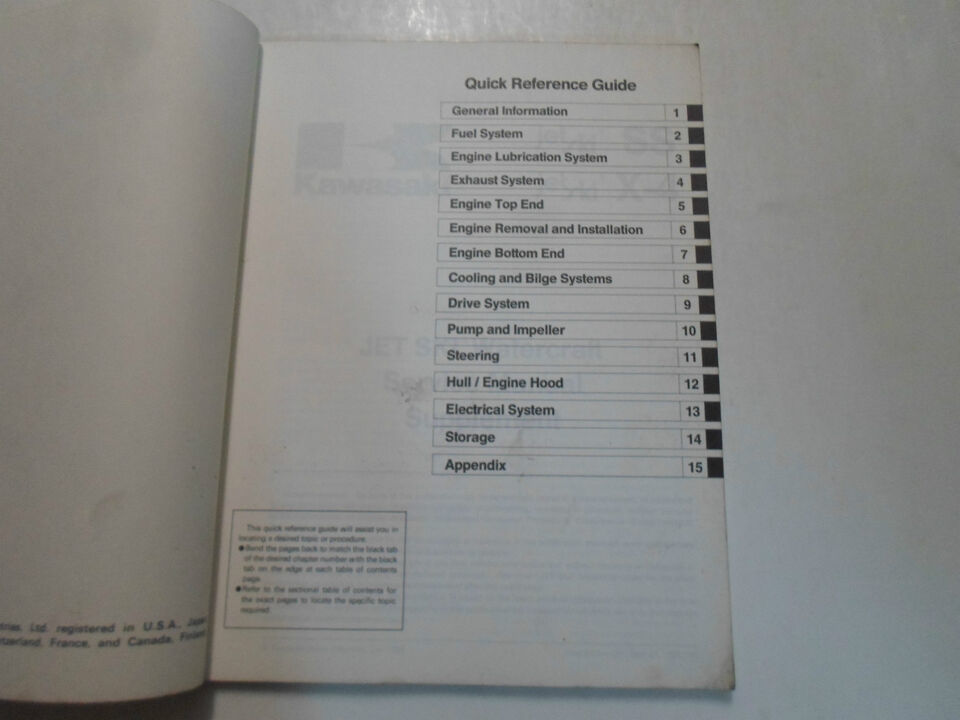 Quick Reference Guide
General Information 1
Fuel System 2
Engine Lubrication System 3
Exhaust System 4
Engine Top End 5
Engine Removal and Installation 6
Engine Bottom End 7
Cooling and Bilge Systems 8
Drive System 9
Pump and Impeller 10
Steering 11
Hull / Engine Hood 12
Electrical System 13
Storage 14
Appendix 15
This quick reference guide will assist you in
locating a desired topic or procedure.
●Bend the pages back to match the black tab
of the desired chapter number with the black
tab on the edge at each table of contents
page.
●Refer to the sectional table of contents for
the exact pages to locate the specific topic
required.
Ltd. registered in U.S.A.,
France, and Canada,
Kawasaki
JET SKI Watercraft